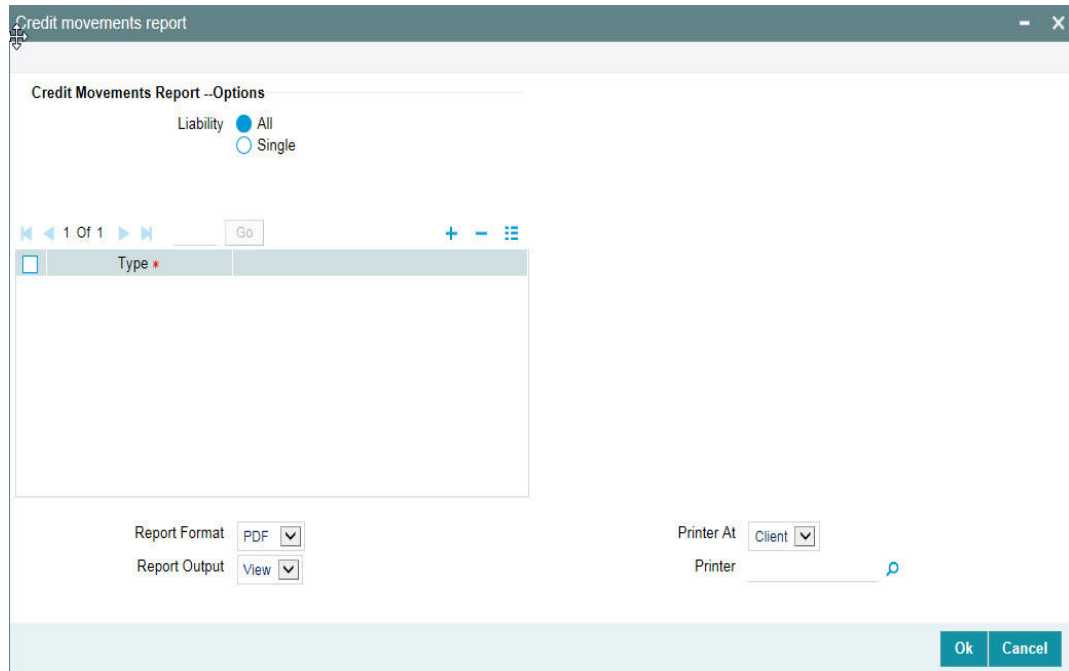 Credit movements report
Credit Movements Report --Options
Liability All
Single
1 Of 1 Go
Type *
Report Format PDF
Printer At Client
Report Output View
Printer
Ok Cancel